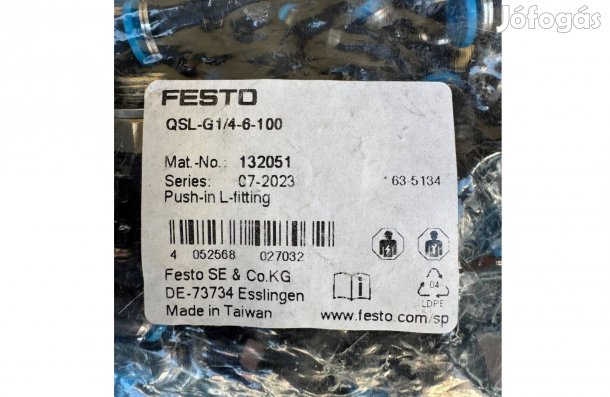 Jófogás
FESTO
QSL-G1/4-6-100
Mat.-No.: 132051
Series: 07-2023 * 63-5134
Push-in L-fitting
4 052568 027032
Festo SE & Co.KG
DE-73734 Esslingen
Made in Taiwan
04
LDPE
www.festo.com/sp